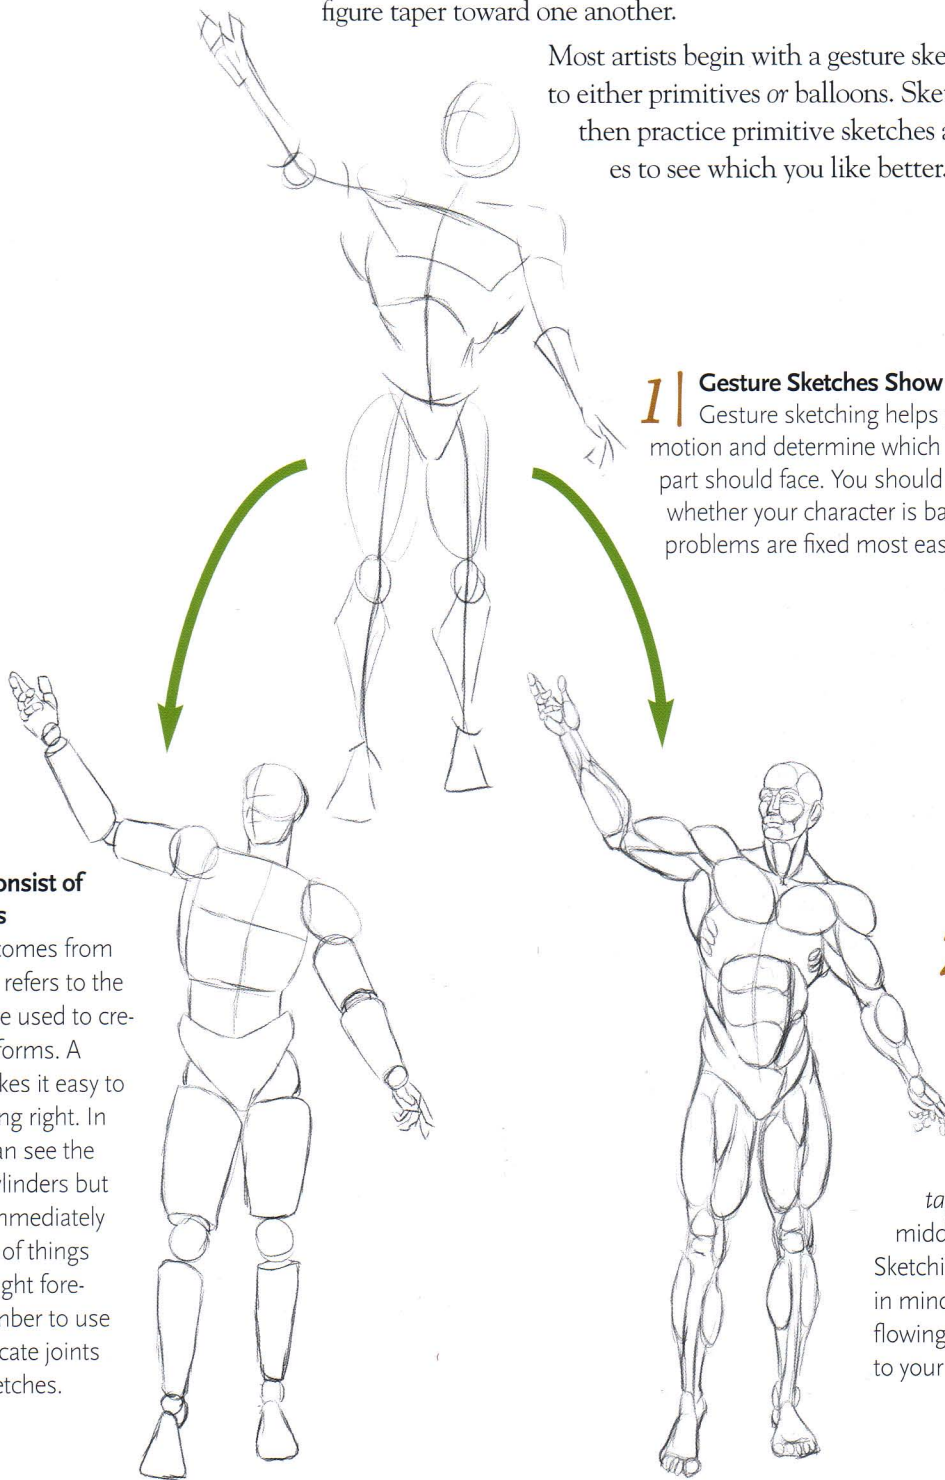 figure taper toward one another.
Most artists begin with a gesture ske
to either primitives or balloons. Ske
then practice primitive sketches a
es to see which you like better.
1 Gesture Sketches Show
Gesture sketching helps
motion and determine which
part should face. You should
whether your character is ba
problems are fixed most eas
onsist of
s
comes from
refers to the
e used to cre-
forms. A
kes it easy to
ng right. In
an see the
linders but
mmediately
of things
ght fore-
nber to use
cate joints
etches.
ta
midd
Sketchi
in mind
flowing
to your